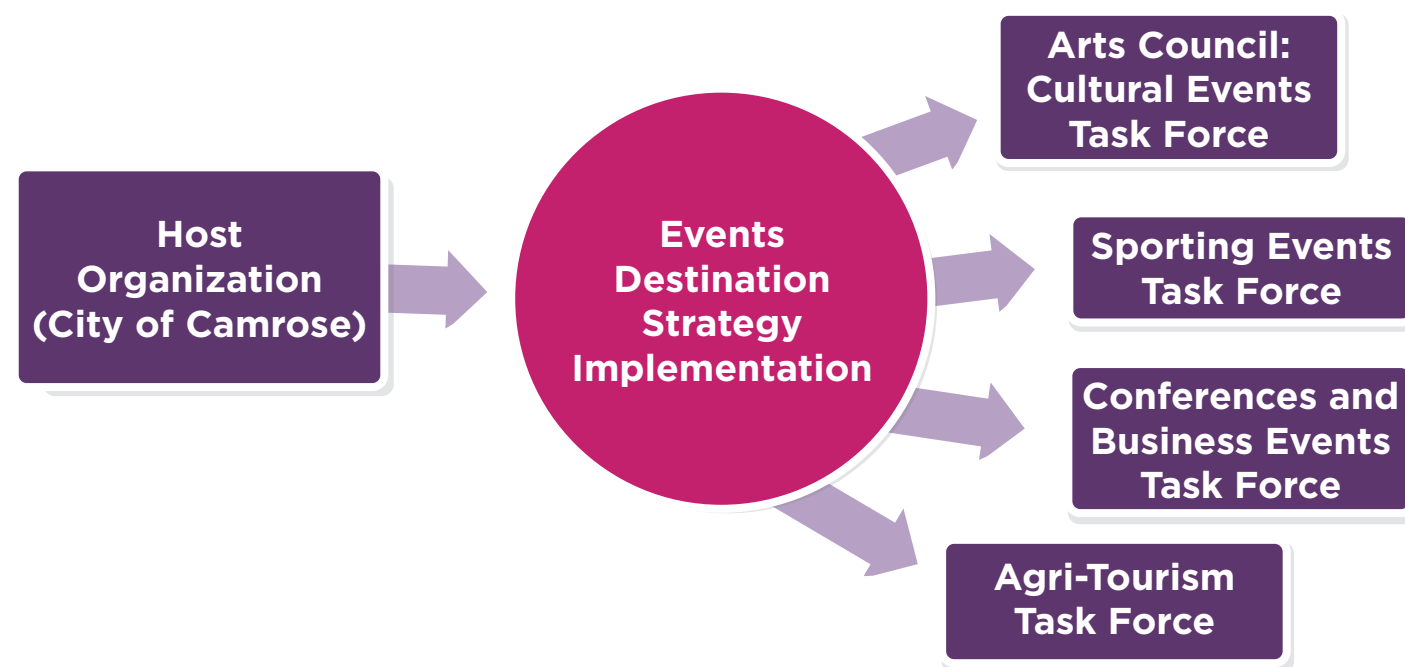 Host
Organization
(City of Camrose)
Events
Destination
Strategy
Implementation
Arts Council:
Cultural Events
Task Force
Sporting Events
Task Force
Conferences and
Business Events
Task Force
Agri-Tourism
Task Force